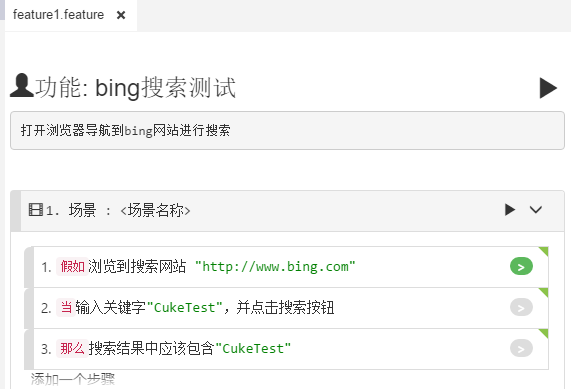 feature1.feature ×
功能: bing搜索测试
打开浏览器导航到bing网站进行搜索
1. 场景 : <场景名称>
1. 假如 浏览到搜索网站 "http://www.bing.com"
2. 当 输入关键字"CukeTest"，并点击搜索按钮
3. 那么 搜索结果中应该包含"CukeTest"
添加一个步骤